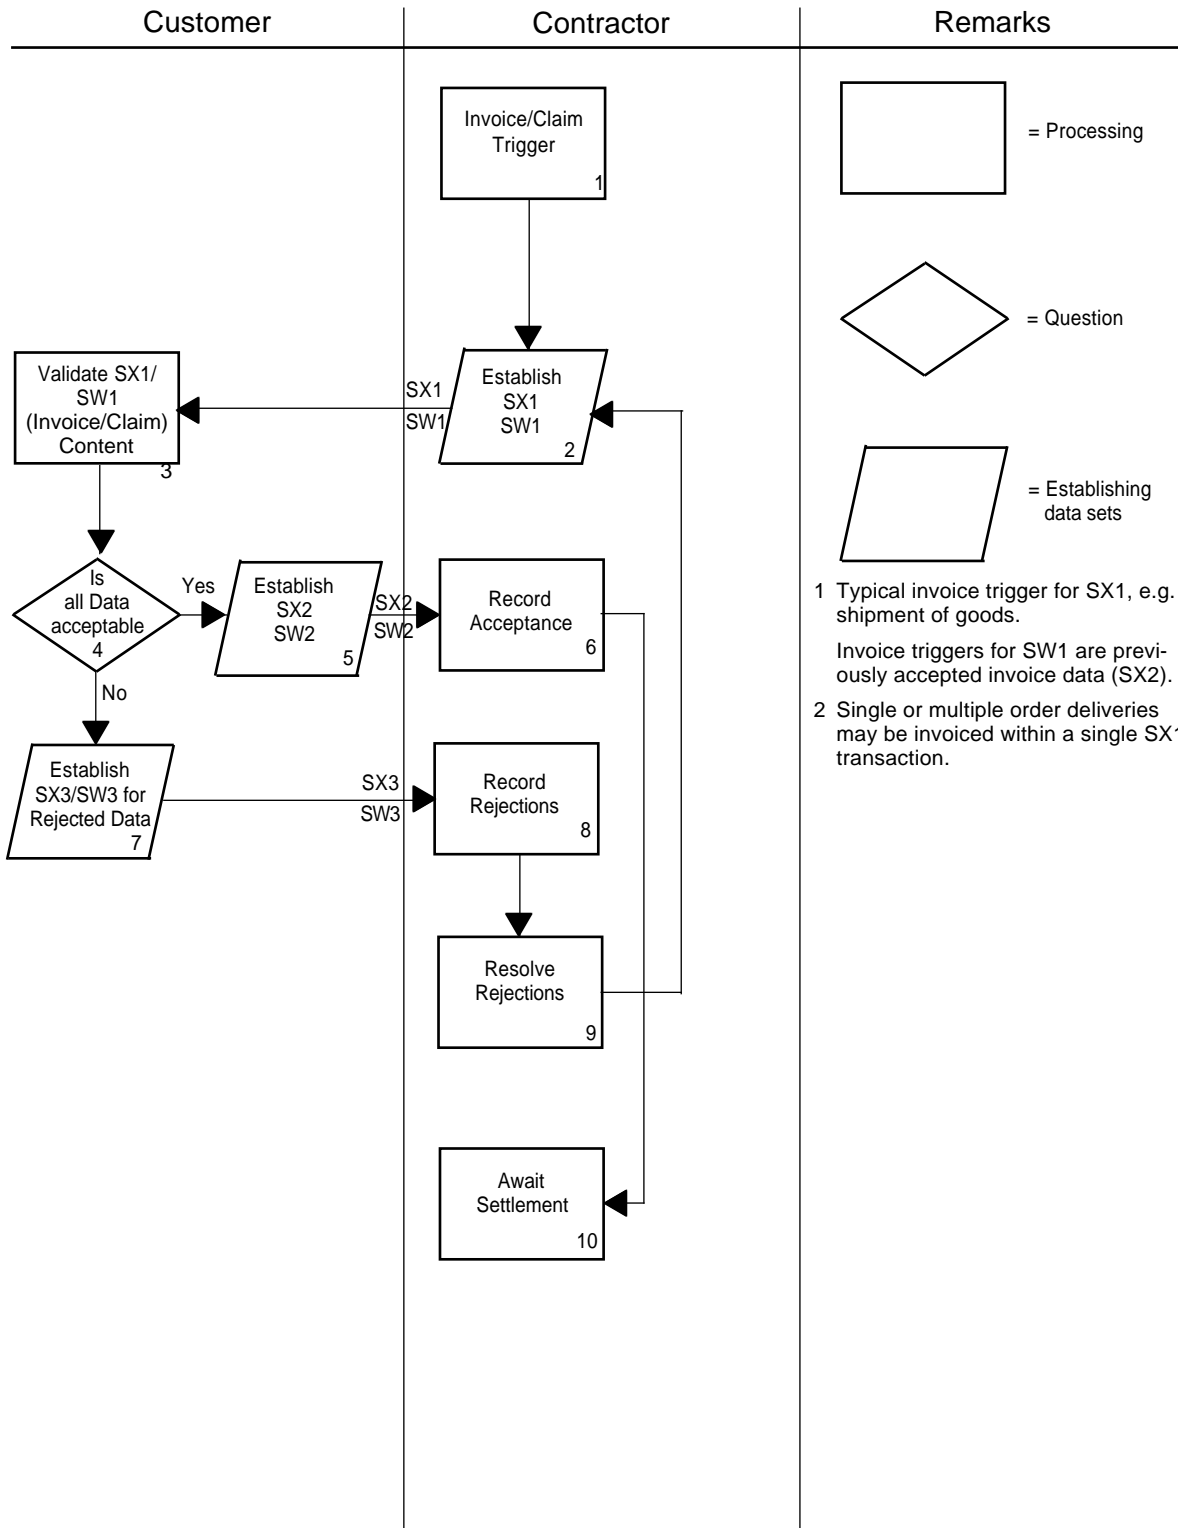 Customer
Contractor
Remarks
Invoice/Claim
Trigger
1
= Processing
= Question
Validate SX1/
SW1
(Invoice/Claim)
Content
3
SX1
SW1
Establish
SX1
SW1
2
= Establishing
data sets
Is
all Data
acceptable
4
Yes
No
Establish
SX2
SW2
5
SX2
SW2
Record
Acceptance
6
1 Typical invoice trigger for SX1, e.g.
shipment of goods.
Invoice triggers for SW1 are previ-
ously accepted invoice data (SX2).
2 Single or multiple order deliveries
may be invoiced within a single SX1
transaction.
Establish
SX3/SW3 for
Rejected Data
7
SX3
SW3
Record
Rejections
8
Resolve
Rejections
9
Await
Settlement
10